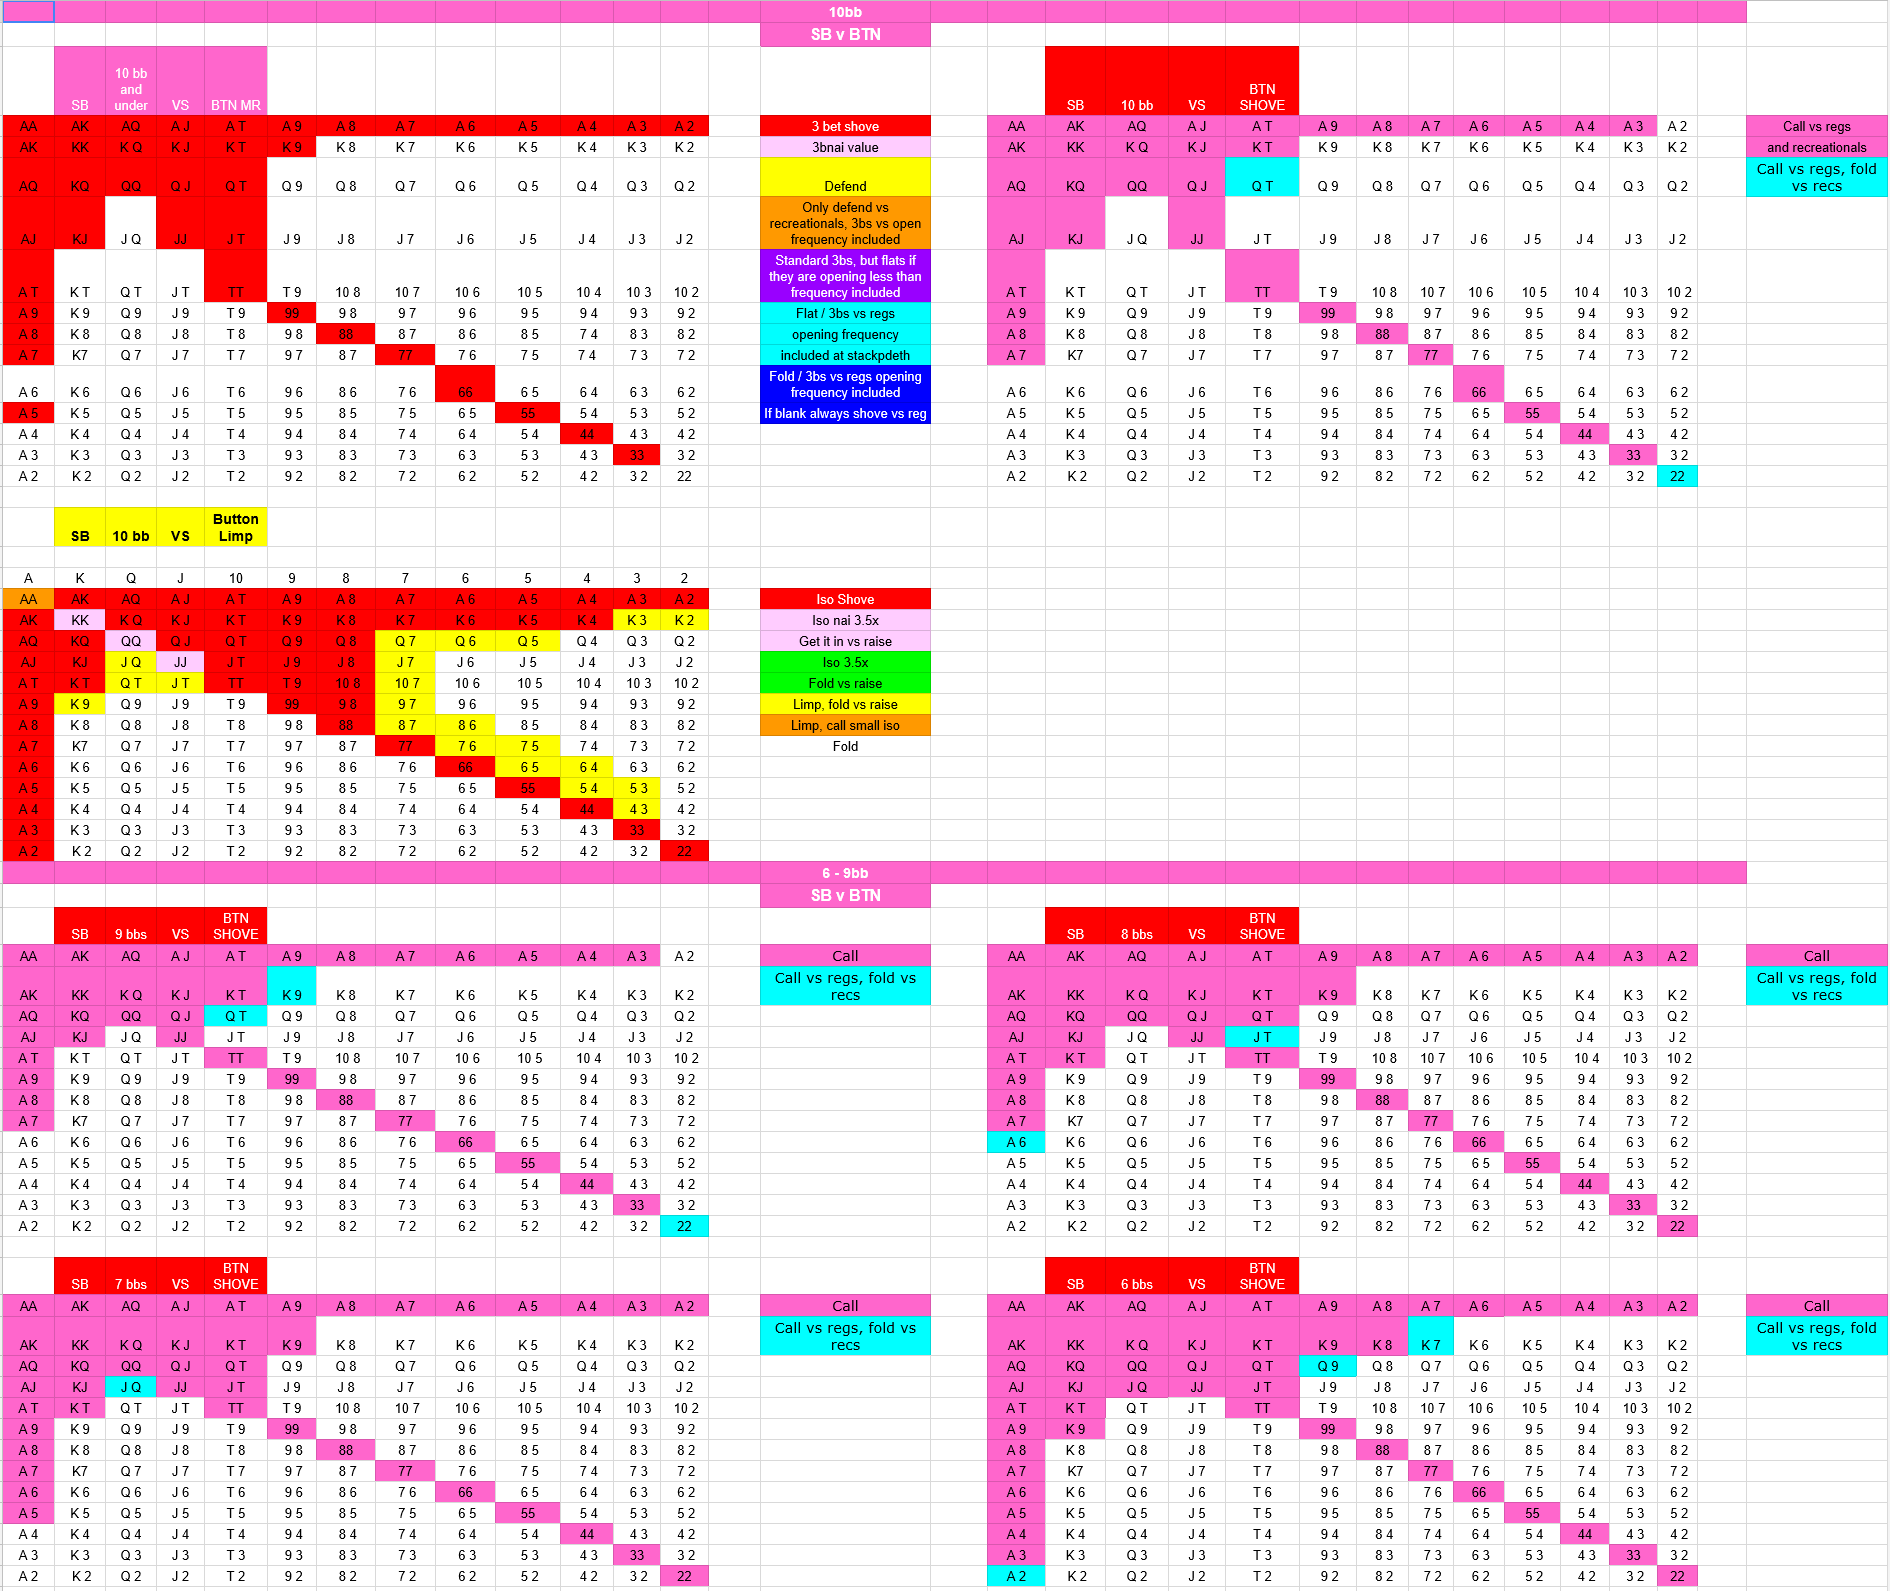 10bb
SB v BTN
SB 10 bb and under VS BTN MR
SB 10 bb VS BTN SHOVE
AA AK AQ A J A T A 9 A 8 A 7 A 6 A 5 A 4 A 3 A 2 3 bet shove AA AK AQ A J A T A 9 A 8 A 7 A 6 A 5 A 4 A 3 A 2 Call vs regs
AK KK K Q K J K T K 9 K 8 K 7 K 6 K 5 K 4 K 3 K 2 3bnai value AK KK K Q K J K T K 9 K 8 K 7 K 6 K 5 K 4 K 3 K 2 and recreationals
AQ KQ QQ Q J Q T Q 9 Q 8 Q 7 Q 6 Q 5 Q 4 Q 3 Q 2 Defend AQ KQ QQ Q J Q T Q 9 Q 8 Q 7 Q 6 Q 5 Q 4 Q 3 Q 2 Call vs regs, fold vs recs
AJ KJ J Q JJ J T J 9 J 8 J 7 J 6 J 5 J 4 J 3 J 2 Only defend vs recreationals, 3bs vs open frequency included AJ KJ J Q JJ J T J 9 J 8 J 7 J 6 J 5 J 4 J 3 J 2
A T K T Q T J T TT T 9 10 8 10 7 10 6 10 5 10 4 10 3 10 2 Standard 3bs, but flats if they are opening less than frequency included A T K T Q T J T TT T 9 10 8 10 7 10 6 10 5 10 4 10 3 10 2
A 9 K 9 Q 9 J 9 T 9 99 9 8 9 7 9 6 9 5 9 4 9 3 9 2 Flat / 3bs vs regs A 9 K 9 Q 9 J 9 T 9 99 9 8 9 7 9 6 9 5 9 4 9 3 9 2
A 8 K 8 Q 8 J 8 T 8 9 8 88 8 7 8 6 8 5 7 4 8 3 8 2 opening frequency A 8 K 8 Q 8 J 8 T 8 9 8 88 8 7 8 6 8 5 8 4 8 3 8 2
A 7 K7 Q 7 J 7 T 7 9 7 8 7 77 7 6 7 5 7 4 7 3 7 2 included at stackpdeth A 7 K7 Q 7 J 7 T 7 9 7 8 7 77 7 6 7 5 7 4 7 3 7 2
A 6 K 6 Q 6 J 6 T 6 9 6 8 6 7 6 66 6 5 6 4 6 3 6 2 Fold / 3bs vs regs opening frequency included A 6 K 6 Q 6 J 6 T 6 9 6 8 6 7 6 66 6 5 6 4 6 3 6 2
A 5 K 5 Q 5 J 5 T 5 9 5 8 5 7 5 6 5 55 5 4 5 3 5 2 If blank always shove vs reg A 5 K 5 Q 5 J 5 T 5 9 5 8 5 7 5 6 5 55 5 4 5 3 5 2
A 4 K 4 Q 4 J 4 T 4 9 4 8 4 7 4 6 4 5 4 44 4 3 4 2 A 4 K 4 Q 4 J 4 T 4 9 4 8 4 7 4 6 4 5 4 44 4 3 4 2
A 3 K 3 Q 3 J 3 T 3 9 3 8 3 7 3 6 3 5 3 4 3 33 3 2 A 3 K 3 Q 3 J 3 T 3 9 3 8 3 7 3 6 3 5 3 4 3 33 3 2
A 2 K 2 Q 2 J 2 T 2 9 2 8 2 7 2 6 2 5 2 4 2 3 2 22 A 2 K 2 Q 2 J 2 T 2 9 2 8 2 7 2 6 2 5 2 4 2 3 2 22
SB 10 bb VS Button Limp
A K Q J 10 9 8 7 6 5 4 3 2
AA AK AQ A J A T A 9 A 8 A 7 A 6 A 5 A 4 A 3 A 2 Iso Shove
AK KK K Q K J K T K 9 K 8 K 7 K 6 K 5 K 4 K 3 K 2 Iso nai 3.5x
AQ KQ QQ Q J Q T Q 9 Q 8 Q 7 Q 6 Q 5 Q 4 Q 3 Q 2 Get it in vs raise
AJ KJ J Q JJ J T J 9 J 8 J 7 J 6 J 5 J 4 J 3 J 2 Iso 3.5x
A T K T Q T J T TT T 9 10 8 10 7 10 6 10 5 10 4 10 3 10 2 Fold vs raise
A 9 K 9 Q 9 J 9 T 9 99 9 8 9 7 9 6 9 5 9 4 9 3 9 2 Limp, fold vs raise
A 8 K 8 Q 8 J 8 T 8 9 8 88 8 7 8 6 8 5 8 4 8 3 8 2 Limp, call small iso
A 7 K7 Q 7 J 7 T 7 9 7 8 7 77 7 6 7 5 7 4 7 3 7 2 Fold
A 6 K 6 Q 6 J 6 T 6 9 6 8 6 7 6 66 6 5 6 4 6 3 6 2
A 5 K 5 Q 5 J 5 T 5 9 5 8 5 7 5 6 5 55 5 4 5 3 5 2
A 4 K 4 Q 4 J 4 T 4 9 4 8 4 7 4 6 4 5 4 44 4 3 4 2
A 3 K 3 Q 3 J 3 T 3 9 3 8 3 7 3 6 3 5 3 4 3 33 3 2
A 2 K 2 Q 2 J 2 T 2 9 2 8 2 7 2 6 2 5 2 4 2 3 2 22
6 - 9bb
SB v BTN
SB 9 bbs VS BTN SHOVE
SB 8 bbs VS BTN SHOVE
AA AK AQ A J A T A 9 A 8 A 7 A 6 A 5 A 4 A 3 A 2 Call AA AK AQ A J A T A 9 A 8 A 7 A 6 A 5 A 4 A 3 A 2 Call
AK KK K Q K J K T K 9 K 8 K 7 K 6 K 5 K 4 K 3 K 2 Call vs regs, fold vs recs AK KK K Q K J K T K 9 K 8 K 7 K 6 K 5 K 4 K 3 K 2 Call vs regs, fold vs recs
AQ KQ QQ Q J Q T Q 9 Q 8 Q 7 Q 6 Q 5 Q 4 Q 3 Q 2 AQ KQ QQ Q J Q T Q 9 Q 8 Q 7 Q 6 Q 5 Q 4 Q 3 Q 2
AJ KJ J Q JJ J T J 9 J 8 J 7 J 6 J 5 J 4 J 3 J 2 AJ KJ J Q JJ J T J 9 J 8 J 7 J 6 J 5 J 4 J 3 J 2
A T K T Q T J T TT T 9 10 8 10 7 10 6 10 5 10 4 10 3 10 2 A T K T Q T J T TT T 9 10 8 10 7 10 6 10 5 10 4 10 3 10 2
A 9 K 9 Q 9 J 9 T 9 99 9 8 9 7 9 6 9 5 9 4 9 3 9 2 A 9 K 9 Q 9 J 9 T 9 99 9 8 9 7 9 6 9 5 9 4 9 3 9 2
A 8 K 8 Q 8 J 8 T 8 9 8 88 8 7 8 6 8 5 8 4 8 3 8 2 A 8 K 8 Q 8 J 8 T 8 9 8 88 8 7 8 6 8 5 8 4 8 3 8 2
A 7 K7 Q 7 J 7 T 7 9 7 8 7 77 7 6 7 5 7 4 7 3 7 2 A 7 K7 Q 7 J 7 T 7 9 7 8 7 77 7 6 7 5 7 4 7 3 7 2
A 6 K 6 Q 6 J 6 T 6 9 6 8 6 7 6 66 6 5 6 4 6 3 6 2 A 6 K 6 Q 6 J 6 T 6 9 6 8 6 7 6 66 6 5 6 4 6 3 6 2
A 5 K 5 Q 5 J 5 T 5 9 5 8 5 7 5 6 5 55 5 4 5 3 5 2 A 5 K 5 Q 5 J 5 T 5 9 5 8 5 7 5 6 5 55 5 4 5 3 5 2
A 4 K 4 Q 4 J 4 T 4 9 4 8 4 7 4 6 4 5 4 44 4 3 4 2 A 4 K 4 Q 4 J 4 T 4 9 4 8 4 7 4 6 4 5 4 44 4 3 4 2
A 3 K 3 Q 3 J 3 T 3 9 3 8 3 7 3 6 3 5 3 4 3 33 3 2 A 3 K 3 Q 3 J 3 T 3 9 3 8 3 7 3 6 3 5 3 4 3 33 3 2
A 2 K 2 Q 2 J 2 T 2 9 2 8 2 7 2 6 2 5 2 4 2 3 2 22 A 2 K 2 Q 2 J 2 T 2 9 2 8 2 7 2 6 2 5 2 4 2 3 2 22
SB 7 bbs VS BTN SHOVE
SB 6 bbs VS BTN SHOVE
AA AK AQ A J A T A 9 A 8 A 7 A 6 A 5 A 4 A 3 A 2 Call AA AK AQ A J A T A 9 A 8 A 7 A 6 A 5 A 4 A 3 A 2 Call
AK KK K Q K J K T K 9 K 8 K 7 K 6 K 5 K 4 K 3 K 2 Call vs regs, fold vs recs AK KK K Q K J K T K 9 K 8 K 7 K 6 K 5 K 4 K 3 K 2 Call vs regs, fold vs recs
AQ KQ QQ Q J Q T Q 9 Q 8 Q 7 Q 6 Q 5 Q 4 Q 3 Q 2 AQ KQ QQ Q J Q T Q 9 Q 8 Q 7 Q 6 Q 5 Q 4 Q 3 Q 2
AJ KJ J Q JJ J T J 9 J 8 J 7 J 6 J 5 J 4 J 3 J 2 AJ KJ J Q JJ J T J 9 J 8 J 7 J 6 J 5 J 4 J 3 J 2
A T K T Q T J T TT T 9 10 8 10 7 10 6 10 5 10 4 10 3 10 2 A T K T Q T J T TT T 9 10 8 10 7 10 6 10 5 10 4 10 3 10 2
A 9 K 9 Q 9 J 9 T 9 99 9 8 9 7 9 6 9 5 9 4 9 3 9 2 A 9 K 9 Q 9 J 9 T 9 99 9 8 9 7 9 6 9 5 9 4 9 3 9 2
A 8 K 8 Q 8 J 8 T 8 9 8 88 8 7 8 6 8 5 8 4 8 3 8 2 A 8 K 8 Q 8 J 8 T 8 9 8 88 8 7 8 6 8 5 8 4 8 3 8 2
A 7 K7 Q 7 J 7 T 7 9 7 8 7 77 7 6 7 5 7 4 7 3 7 2 A 7 K7 Q 7 J 7 T 7 9 7 8 7 77 7 6 7 5 7 4 7 3 7 2
A 6 K 6 Q 6 J 6 T 6 9 6 8 6 7 6 66 6 5 6 4 6 3 6 2 A 6 K 6 Q 6 J 6 T 6 9 6 8 6 7 6 66 6 5 6 4 6 3 6 2
A 5 K 5 Q 5 J 5 T 5 9 5 8 5 7 5 6 5 55 5 4 5 3 5 2 A 5 K 5 Q 5 J 5 T 5 9 5 8 5 7 5 6 5 55 5 4 5 3 5 2
A 4 K 4 Q 4 J 4 T 4 9 4 8 4 7 4 6 4 5 4 44 4 3 4 2 A 4 K 4 Q 4 J 4 T 4 9 4 8 4 7 4 6 4 5 4 44 4 3 4 2
A 3 K 3 Q 3 J 3 T 3 9 3 8 3 7 3 6 3 5 3 4 3 33 3 2 A 3 K 3 Q 3 J 3 T 3 9 3 8 3 7 3 6 3 5 3 4 3 33 3 2
A 2 K 2 Q 2 J 2 T 2 9 2 8 2 7 2 6 2 5 2 4 2 3 2 22 A 2 K 2 Q 2 J 2 T 2 9 2 8 2 7 2 6 2 5 2 4 2 3 2 22